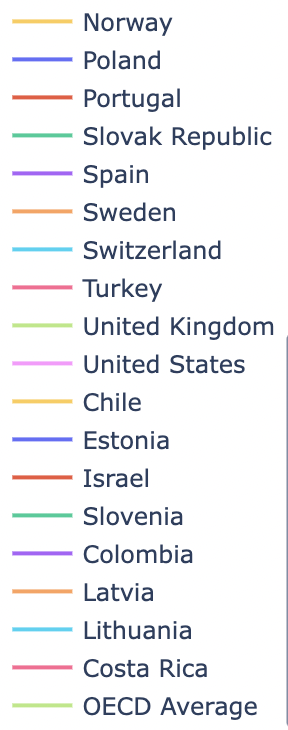 Norway
Poland
Portugal
Slovak Republic
Spain
Sweden
Switzerland
Turkey
United Kingdom
United States
Chile
Estonia
Israel
Slovenia
Colombia
Latvia
Lithuania
Costa Rica
OECD Average